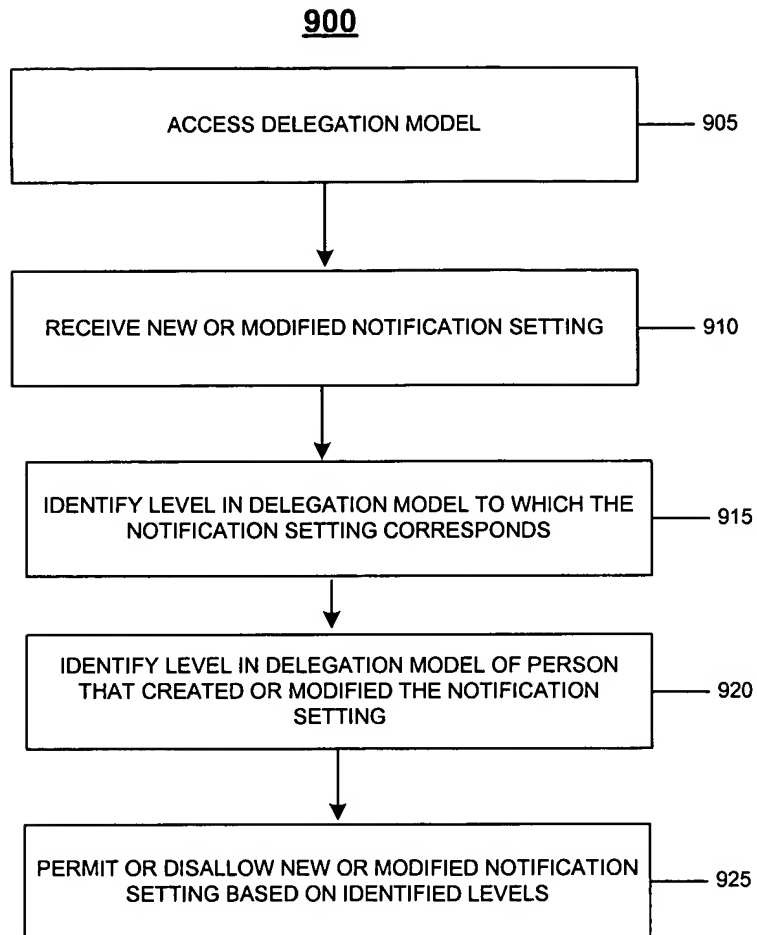 900
ACCESS DELEGATION MODEL
905
RECEIVE NEW OR MODIFIED NOTIFICATION SETTING
910
IDENTIFY LEVEL IN DELEGATION MODEL TO WHICH THE
NOTIFICATION SETTING CORRESPONDS
915
IDENTIFY LEVEL IN DELEGATION MODEL OF PERSON
THAT CREATED OR MODIFIED THE NOTIFICATION
SETTING
920
PERMIT OR DISALLOW NEW OR MODIFIED NOTIFICATION
SETTING BASED ON IDENTIFIED LEVELS
925